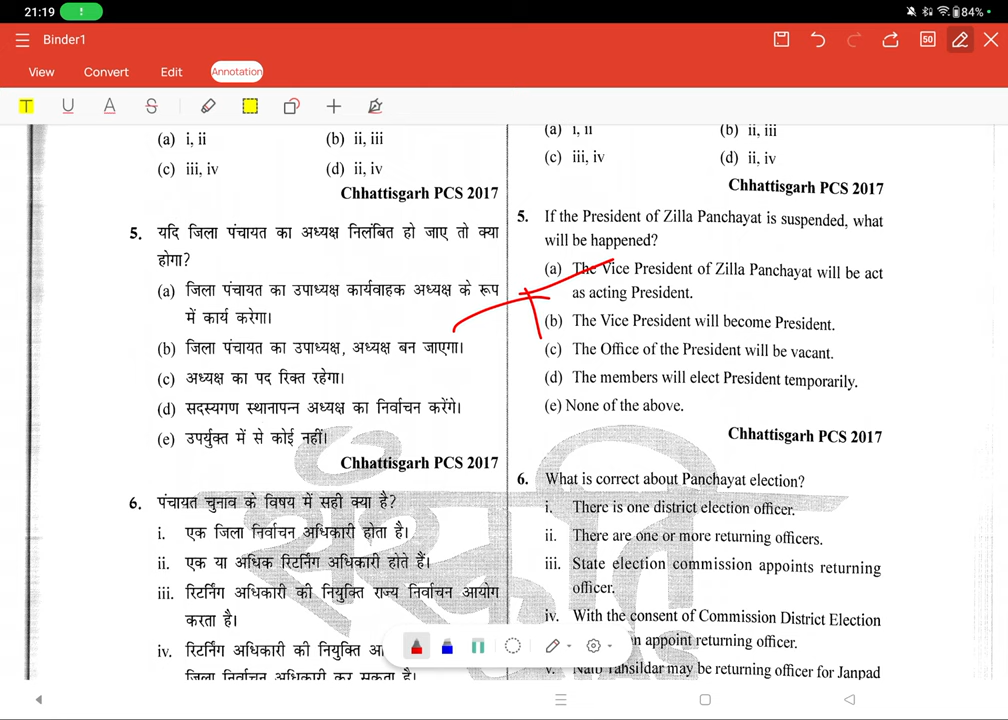 21:19
84%
Binder1
50
View Convert Edit Annotation
T U A S
(a) i, ii (b) ii, iii
(c) iii, iv (d) ii, iv
Chhattisgarh PCS 2017
5. यदि जिला पंचायत का अध्यक्ष निलंबित हो जाए तो क्या
होगा?
(a) जिला पंचायत का उपाध्यक्ष कार्यवाहक अध्यक्ष के रूप
में कार्य करेगा।
(b) जिला पंचायत का उपाध्यक्ष, अध्यक्ष बन जाएगा।
(c) अध्यक्ष का पद रिक्त रहेगा।
(d) सदस्यगण स्थानापन्न अध्यक्ष का निर्वाचन करेंगे।
(e) उपर्युक्त में से कोई नहीं।
Chhattisgarh PCS 2017
6. पंचायत चुनाव के विषय में सही क्या है?
i. एक जिला निर्वाचन अधिकारी होता है।
ii. एक या अधिक रिटर्निंग अधिकारी होते हैं।
iii. रिटर्निंग अधिकारी की नियुक्ति राज्य निर्वाचन आयोग
करता है।
iv. रिटर्निंग अधिकारी की नियुक्ति
जिला निर्वाचन अधिकारी कर सकता है।
(a) i, ii (b) ii, iii
(c) iii, iv (d) ii, iv
Chhattisgarh PCS 2017
5. If the President of Zilla Panchayat is suspended, what
will be happened?
(a) The Vice President of Zilla Panchayat will be act
as acting President.
(b) The Vice President will become President.
(c) The Office of the President will be vacant.
(d) The members will elect President temporarily.
(e) None of the above.
Chhattisgarh PCS 2017
6. What is correct about Panchayat election?
i. There is one district election officer.
ii. There are one or more returning officers.
iii. State election commission appoints returning
officer.
iv. With the consent of Commission District Election
appoint returning officer.
v. Naib Tahsildar may be returning officer for Janpad
संस्कृति
IAS